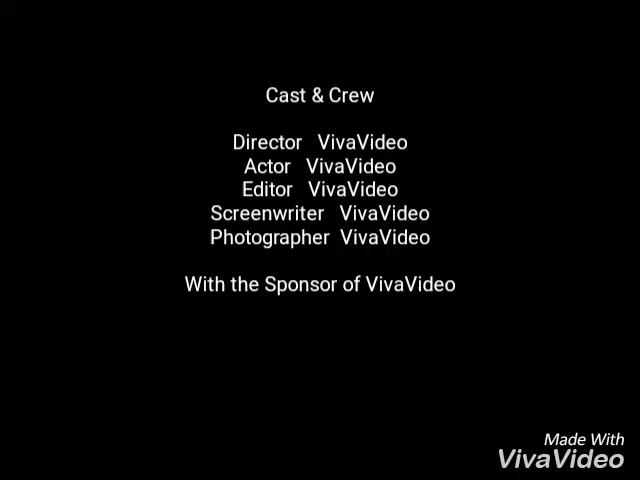 Cast & Crew
Director VivaVideo
Actor VivaVideo
Editor VivaVideo
Screenwriter VivaVideo
Photographer VivaVideo
With the Sponsor of VivaVideo
Made With
VivaVideo